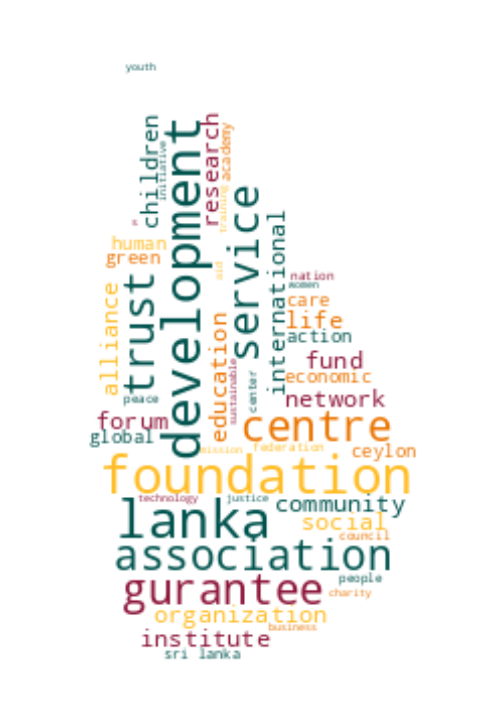 youth
children
initiative
development
research
academy
training
service
international
human
green
trust
alliance
aid
nation
women
care
life
action
education
sustainable
center
fund
economic
peace
network
forum
global
centre
mission
federation
ceylon
foundation
technology
justice
community
lanka
social
council
association
people
gurantee
charity
organization
business
institute
sri lanka